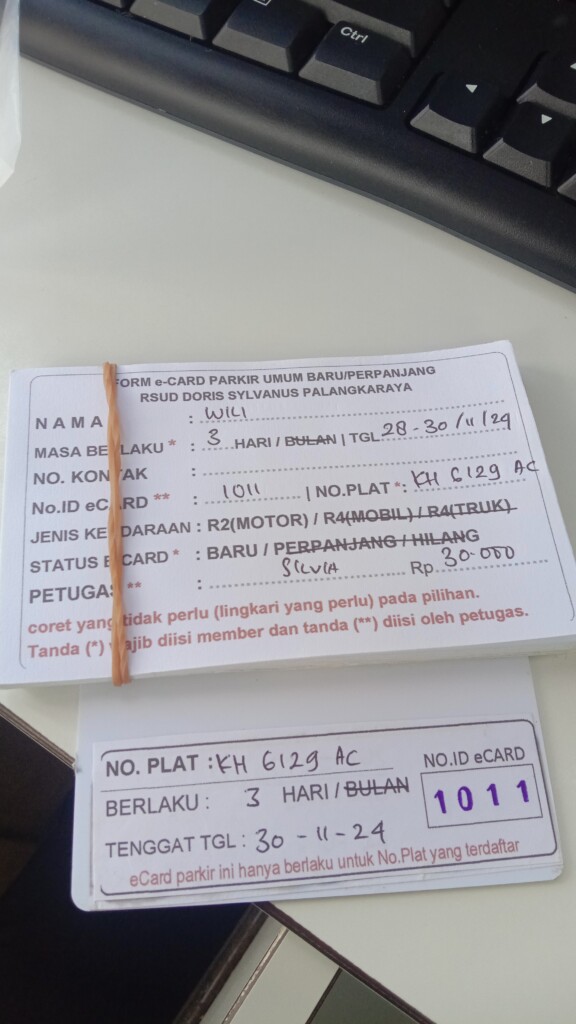 Ctrl
FORM e-CARD PARKIR UMUM BARU/PERPANJANG
RSUD DORIS SYLVANUS PALANGKARAYA
NAMA : WILI
MASA BERLAKU * : 3 HARI / BULAN | TGL 28 - 30/11/24
NO. KONTAK :
No.ID eCARD ** : 1011 | NO.PLAT *: KH 6129 AC
JENIS KENDARAAN : R2(MOTOR) / R4(MOBIL) / R4(TRUK)
STATUS ECARD * : BARU / PERPANJANG / HILANG
PETUGAS ** : SILVIA Rp. 30.000
coret yang tidak perlu (lingkari yang perlu) pada pilihan.
Tanda (*) wajib diisi member dan tanda (**) diisi oleh petugas.
NO. PLAT : KH 6129 AC
NO.ID eCARD
BERLAKU : 3 HARI / BULAN
1011
TENGGAT TGL : 30 - 11 - 24
eCard parkir ini hanya berlaku untuk No.Plat yang terdaftar